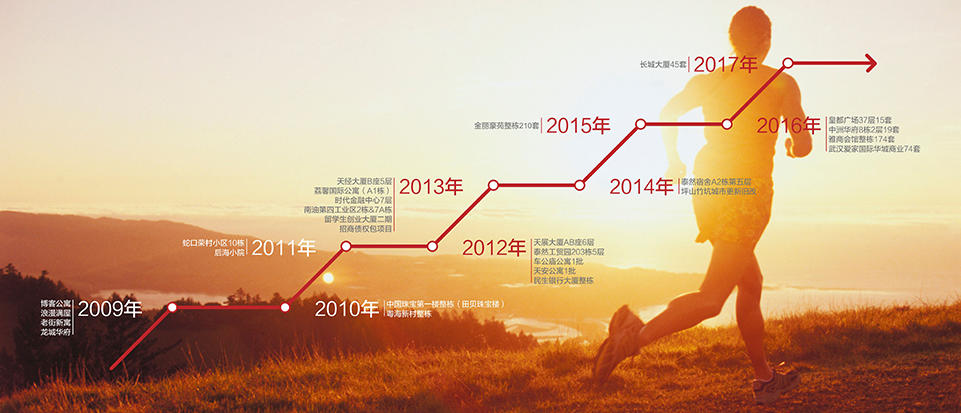 博客公寓
浪漫满屋
老街新寓
龙城华府
2009年
2010年
中国珠宝第一楼整栋（田贝珠宝楼）
粤海新村整栋
蛇口荣村小区10栋
后海小院
2011年
2012年
天展大厦AB座6层
泰然工贸园203栋5层
车公庙公寓1批
天安公寓1批
民生银行大厦整栋
天经大厦B座5层
荔馨国际公寓（A1栋）
时代金融中心7层
南油第四工业区2栋&7A栋
留学生创业大厦二期
招商债权包项目
2013年
2014年
泰然宿舍A2栋第五层
坪山竹坑城市更新旧改
金丽豪苑整栋210套
2015年
2016年
皇都广场37层15套
中洲华府B栋2层19套
雅商会馆整栋174套
武汉爱家国际华城商业74套
长城大厦45套
2017年